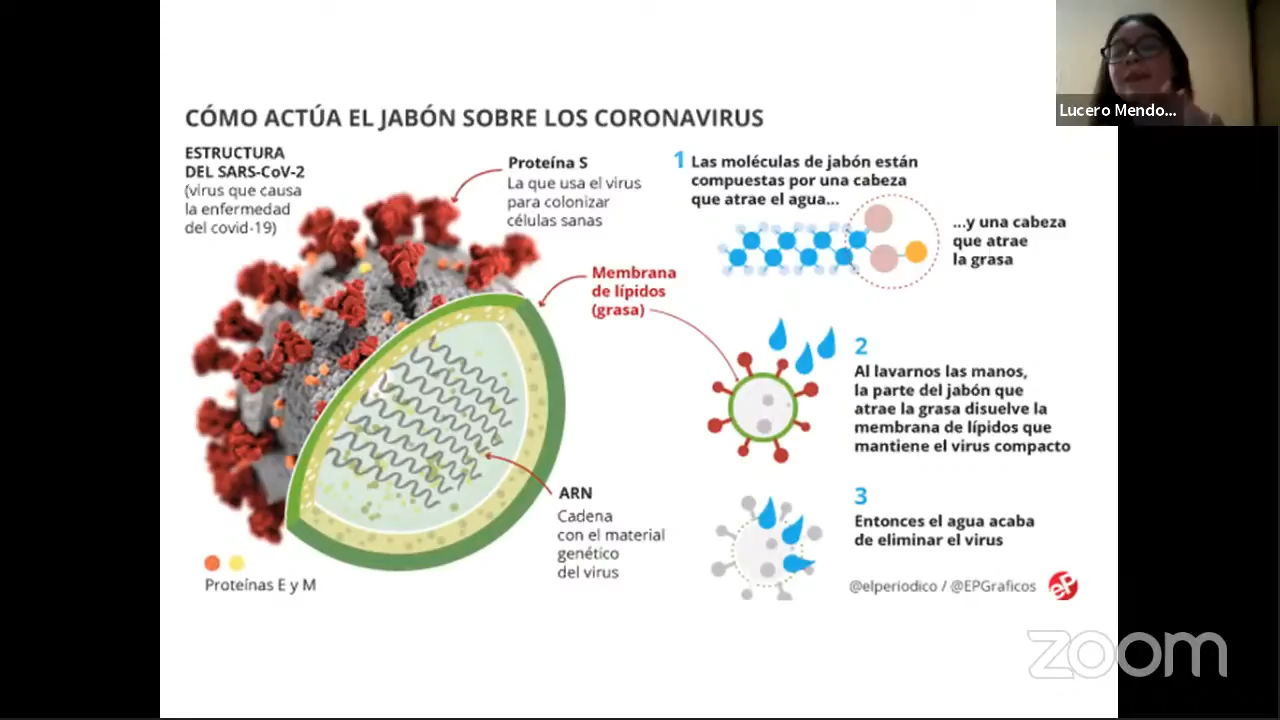 CÓMO ACTÚA EL JABÓN SOBRE LOS CORONAVIRUS
ESTRUCTURA
DEL SARS-CoV-2
(virus que causa
la enfermedad
del covid-19)
Proteína S
La que usa el virus
para colonizar
células sanas
Membrana
de lípidos
(grasa)
ARN
Cadena
con el material
genético
del virus
Proteínas E y M
1 Las moléculas de jabón están
compuestas por una cabeza
que atrae el agua...
...y una cabeza
que atrae
la grasa
2
Al lavarnos las manos,
la parte del jabón que
atrae la grasa disuelve la
membrana de lípidos que
mantiene el virus compacto
3
Entonces el agua acaba
de eliminar el virus
@elperiodico / @EPGraficos
eP
Lucero Mendo...
zoom